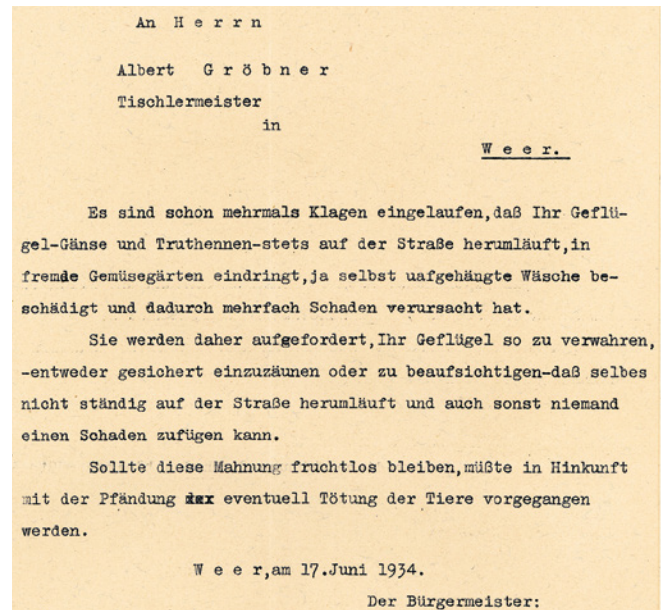 An H e r r n
Albert G r ö b n e r
Tischlermeister
in
W e e r.
Es sind schon mehrmals Klagen eingelaufen,daß Ihr Geflü-
gel-Gänse und Truthennen-stets auf der Straße herumläuft,in
fremde Gemüsegärten eindringt,ja selbst uafgehängte Wäsche be-
schädigt und dadurch mehrfach Schaden verursacht hat.
Sie werden daher aufgefordert,Ihr Geflügel so zu verwahren,
-entweder gesichert einzuzäunen oder zu beaufsichtigen-daß selbes
nicht ständig auf der Straße herumläuft und auch sonst niemand
einen Schaden zufügen kann.
Sollte diese Mahnung fruchtlos bleiben,müßte in Hinkunft
mit der Pfändung eventuell Tötung der Tiere vorgegangen
werden.
W e e r,am 17.Juni 1934.
Der Bürgermeister: